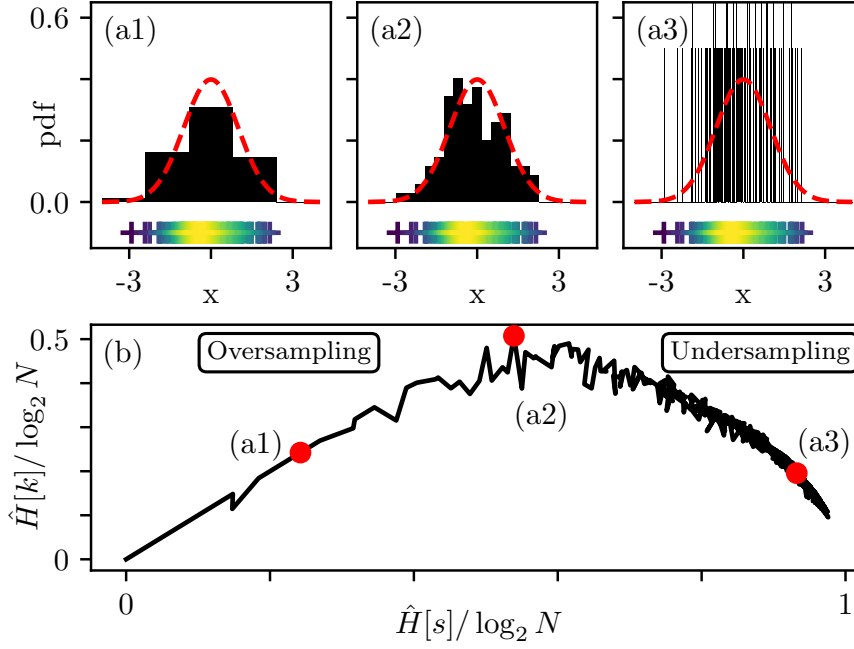 (a1) (a2) (a3)
0.6
pdf
0.0
-3 3 -3 3 -3 3
x x x
(b) Oversampling Undersampling
0.5
(a1) (a2) (a3)
Ĥ[k]/ log₂ N
0
0 1
Ĥ[s]/ log₂ N